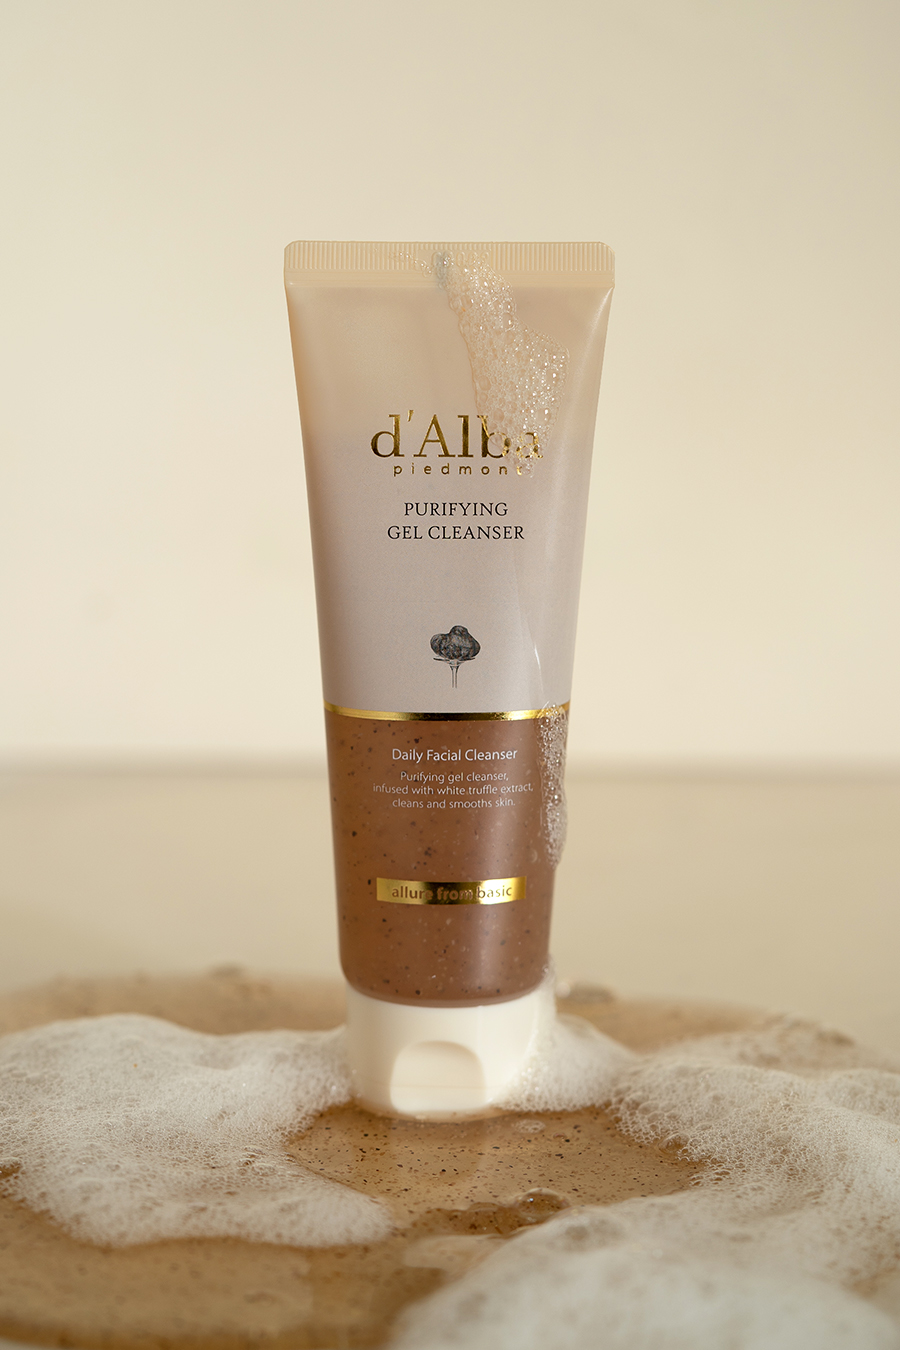 d'Alba
piedmont
PURIFYING
GEL CLEANSER
Daily Facial Cleanser
Purifying gel cleanser,
infused with white truffle extract,
cleans and smooths skin.
allure from basic